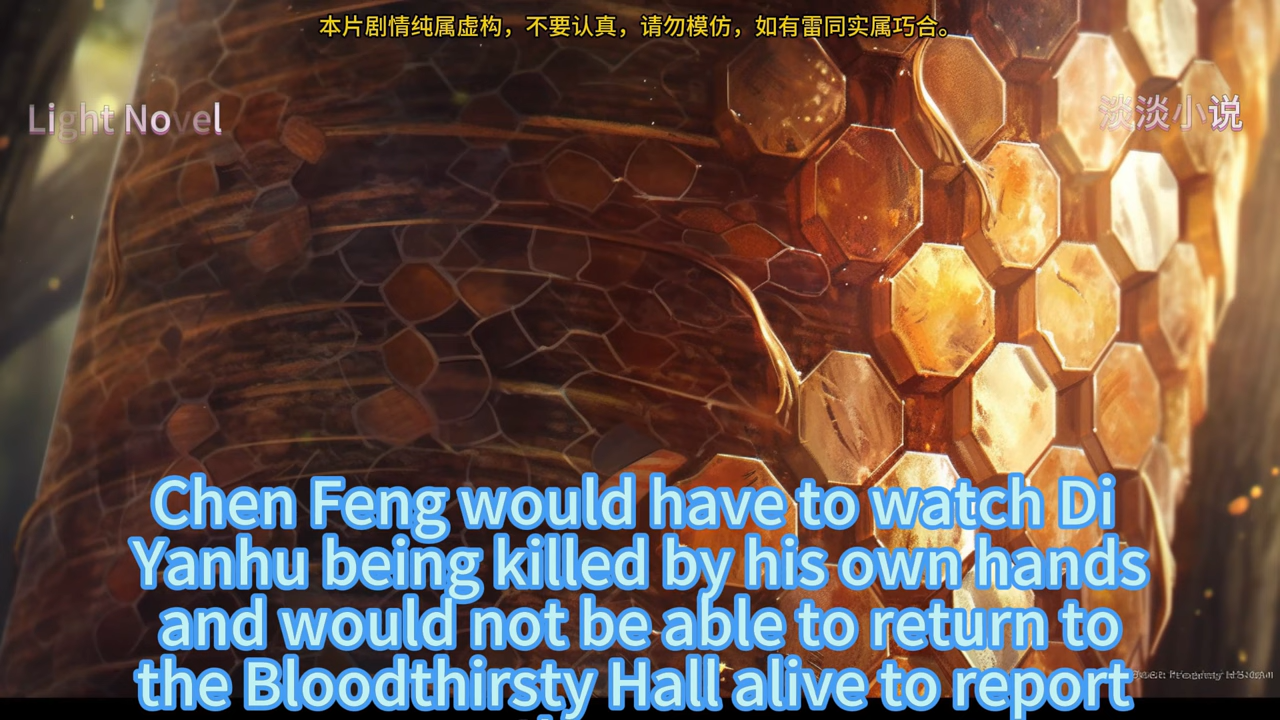 本片剧情纯属虚构，不要认真，请勿模仿，如有雷同实属巧合。
Light Novel
淡淡小说
Chen Feng would have to watch Di
Yanhu being killed by his own hands
and would not be able to return to
the Bloodthirsty Hall alive to report